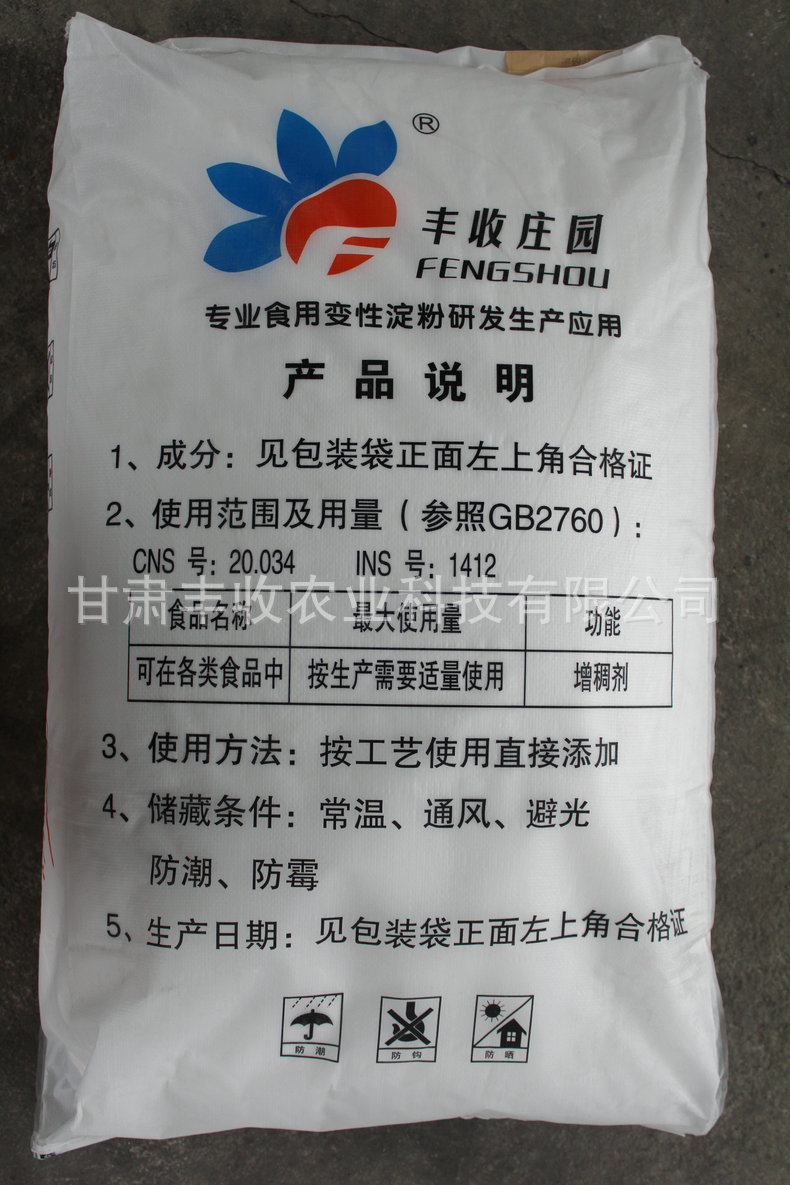 ®
丰收庄园
FENGSHOU
专业食用变性淀粉研发生产应用
产品说明
1、成分：见包装袋正面左上角合格证
2、使用范围及用量（参照GB2760）：
CNS 号：20.034 INS 号：1412
甘肃丰收农业科技有限公司
食品名称 最大使用量 功能
可在各类食品中 按生产需要适量使用 增稠剂
3、使用方法：按工艺使用直接添加
4、储藏条件：常温、通风、避光
防潮、防霉
5、生产日期：见包装袋正面左上角合格证
防潮 防钩 防晒